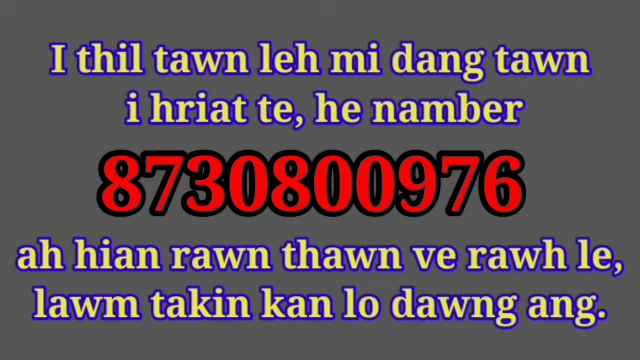 I thil tawn leh mi dang tawn
i hriat te, he namber
8730800976
ah hian rawn thawn ve rawh le,
lawm takin kan lo dawng ang.